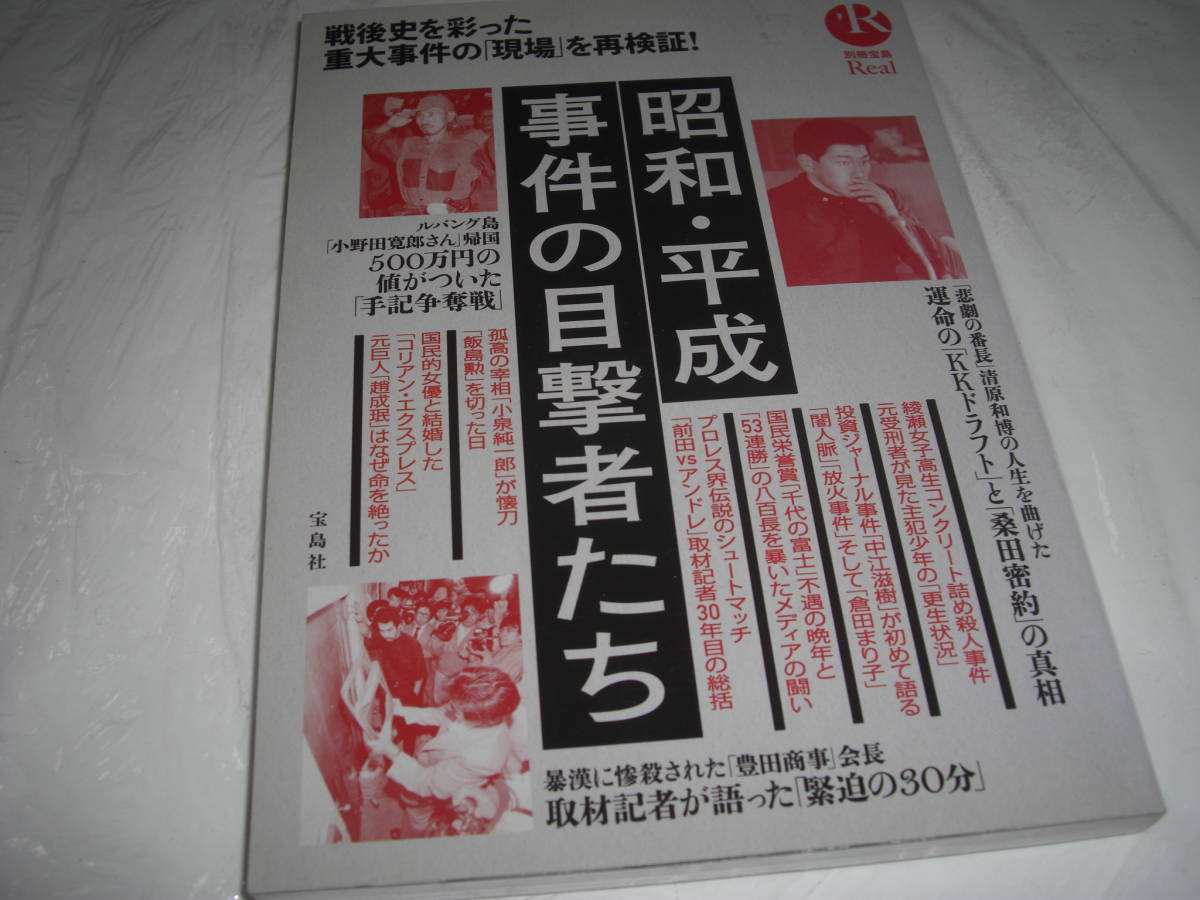 戦後史を彩った
重大事件の「現場」を再検証!
別冊宝島
Real
昭和・平成
事件の目撃者たち
ルバング島
「小野田寛郎さん」帰国
500万円の
値がついた
「手記争奪戦」
「悲劇の番長」清原和博の人生を曲げた
運命の「KKドラフト」と「桑田密約」の真相
綾瀬女子高生コンクリート詰め殺人事件
元受刑者が見た主犯少年の「更生状況」
投資ジャーナル事件「中江滋樹」が初めて語る
「闇人脈」「放火事件」そして「倉田まり子」
国民栄誉賞「千代の富士」不遇の晩年と
「53連勝」の八百長を暴いたメディアの闘い
プロレス界伝説のシュートマッチ
「前田vsアンドレ」取材記者30年目の総括
孤高の宰相「小泉純一郎」が懐刀
「飯島勲」を切った日
国民的女優と結婚した
「コリアン・エクスプレス」
元巨人「趙成珉」はなぜ命を絶ったか
宝島社
暴漢に惨殺された「豊田商事」会長
取材記者が語った「緊迫の30分」